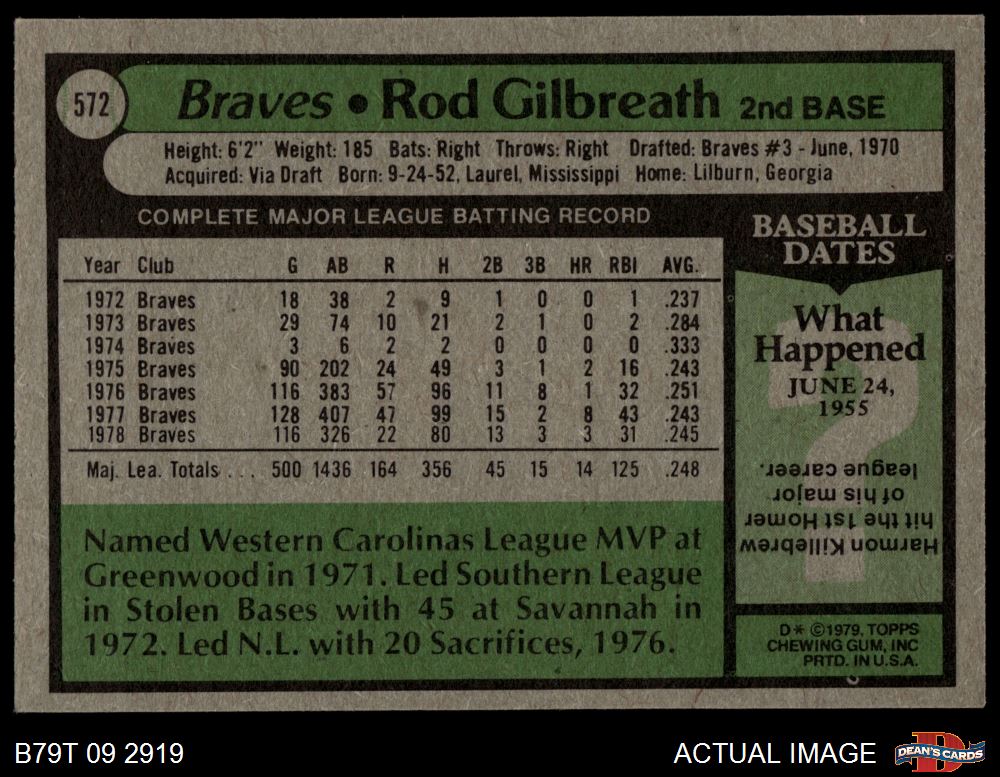 572
Braves • Rod Gilbreath 2nd BASE
Height: 6'2" Weight: 185 Bats: Right Throws: Right Drafted: Braves #3 - June, 1970
Acquired: Via Draft Born: 9-24-52, Laurel, Mississippi Home: Lilburn, Georgia
COMPLETE MAJOR LEAGUE BATTING RECORD
Year Club G AB R H 2B 3B HR RBI AVG.
1972 Braves 18 38 2 9 1 0 0 1 .237
1973 Braves 29 74 10 21 2 1 0 2 .284
1974 Braves 3 6 2 2 0 0 0 0 .333
1975 Braves 90 202 24 49 3 1 2 16 .243
1976 Braves 116 383 57 96 11 8 1 32 .251
1977 Braves 128 407 47 99 15 2 8 43 .243
1978 Braves 116 326 22 80 13 3 3 31 .245
Maj. Lea. Totals . . . 500 1436 164 356 45 15 14 125 .248
Named Western Carolinas League MVP at
Greenwood in 1971. Led Southern League
in Stolen Bases with 45 at Savannah in
1972. Led N.L. with 20 Sacrifices, 1976.
BASEBALL
DATES
What
Happened
JUNE 24,
1955
?
Harmon Killebrew
hit the 1st Homer
of his major
league career.
D* ©1979, TOPPS
CHEWING GUM, INC
PRTD. IN U.S.A.
B79T 09 2919
ACTUAL IMAGE
D
DEAN'S CARDS